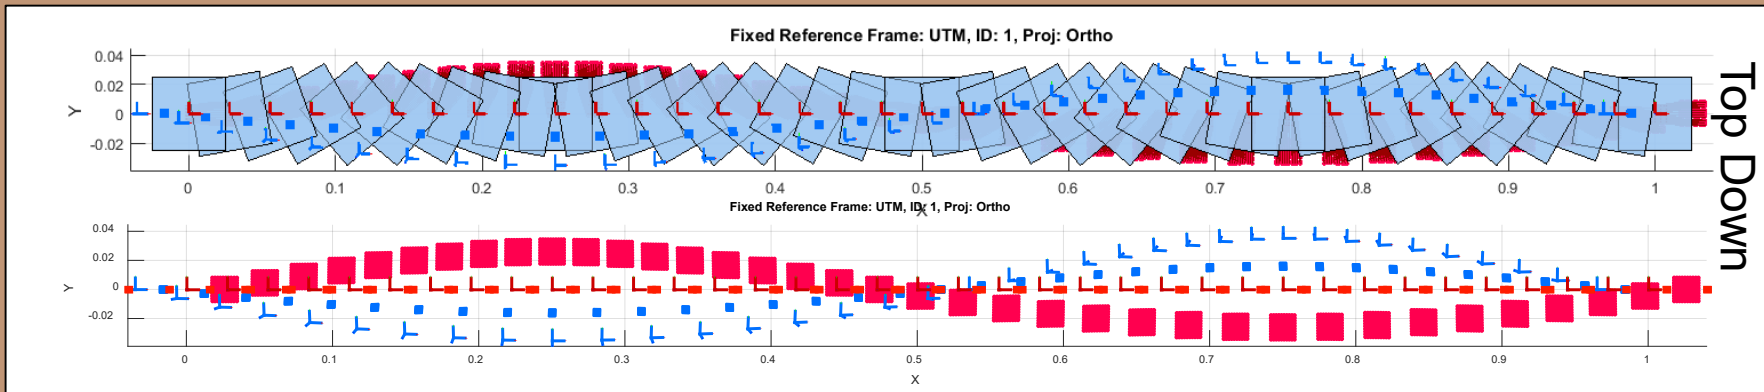 Fixed Reference Frame: UTM, ID: 1, Proj: Ortho
0.04
0.02
0
-0.02
Y
0 0.1 0.2 0.3 0.4 0.5 0.6 0.7 0.8 0.9 1
X
Fixed Reference Frame: UTM, ID: 1, Proj: Ortho
0.04
0.02
0
-0.02
Y
0 0.1 0.2 0.3 0.4 0.5 0.6 0.7 0.8 0.9 1
X
Top Down